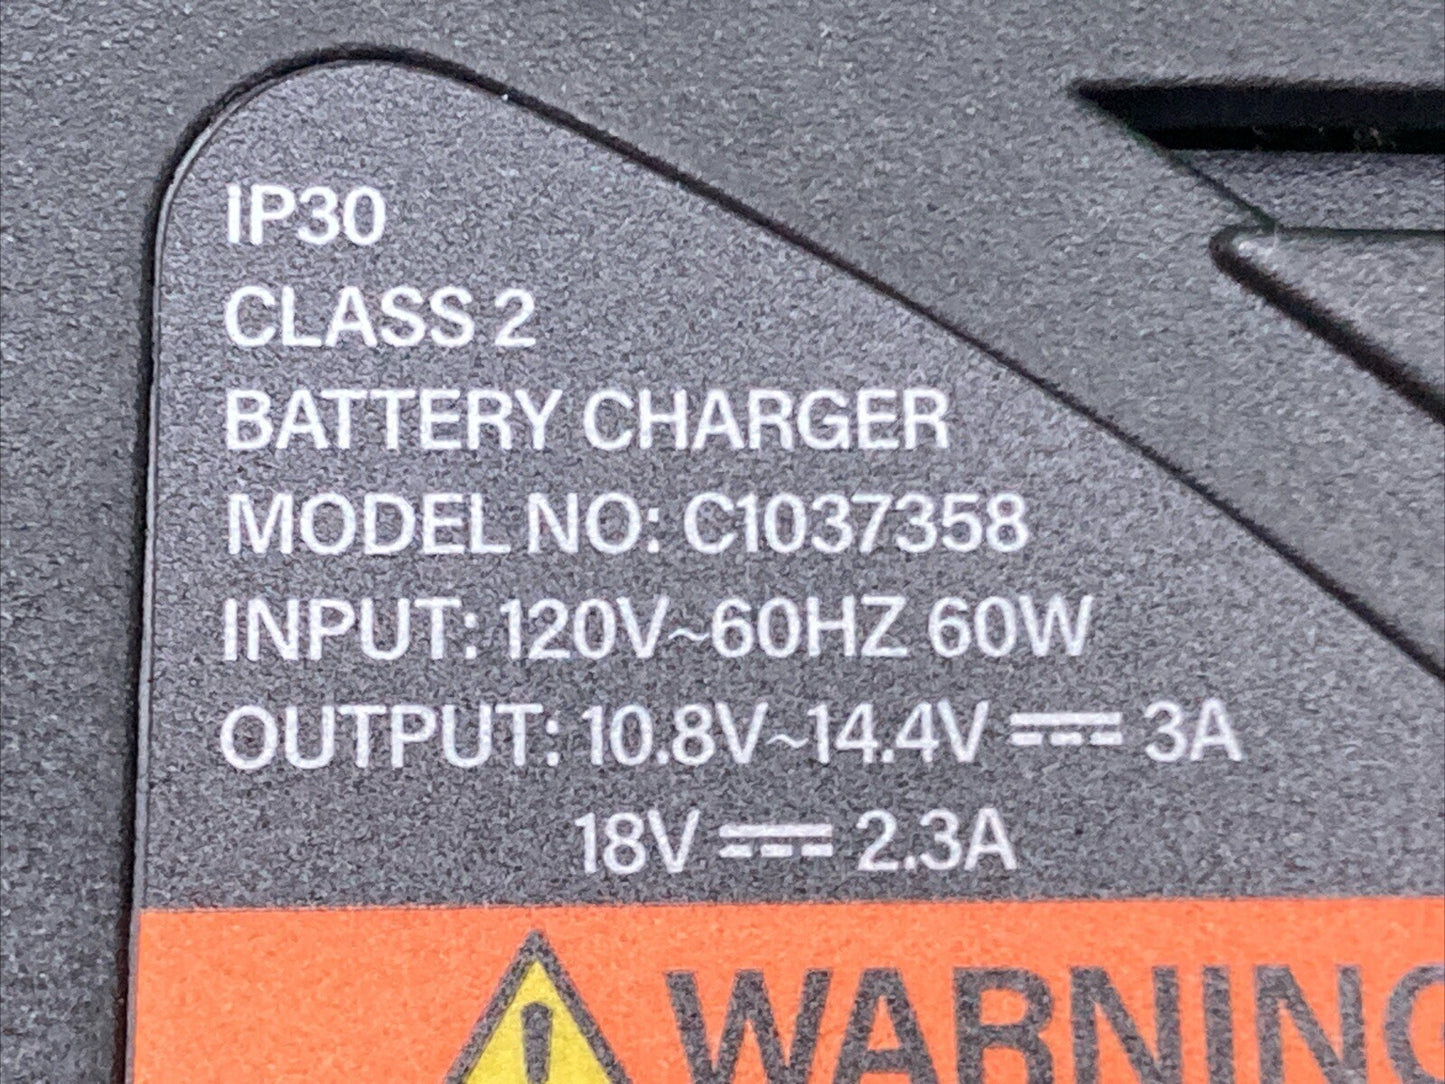 IP30
CLASS 2
BATTERY CHARGER
MODEL NO: C1037358
INPUT: 120V~60HZ 60W
OUTPUT: 10.8V~14.4V ⎓ 3A
18V ⎓ 2.3A
WARNING